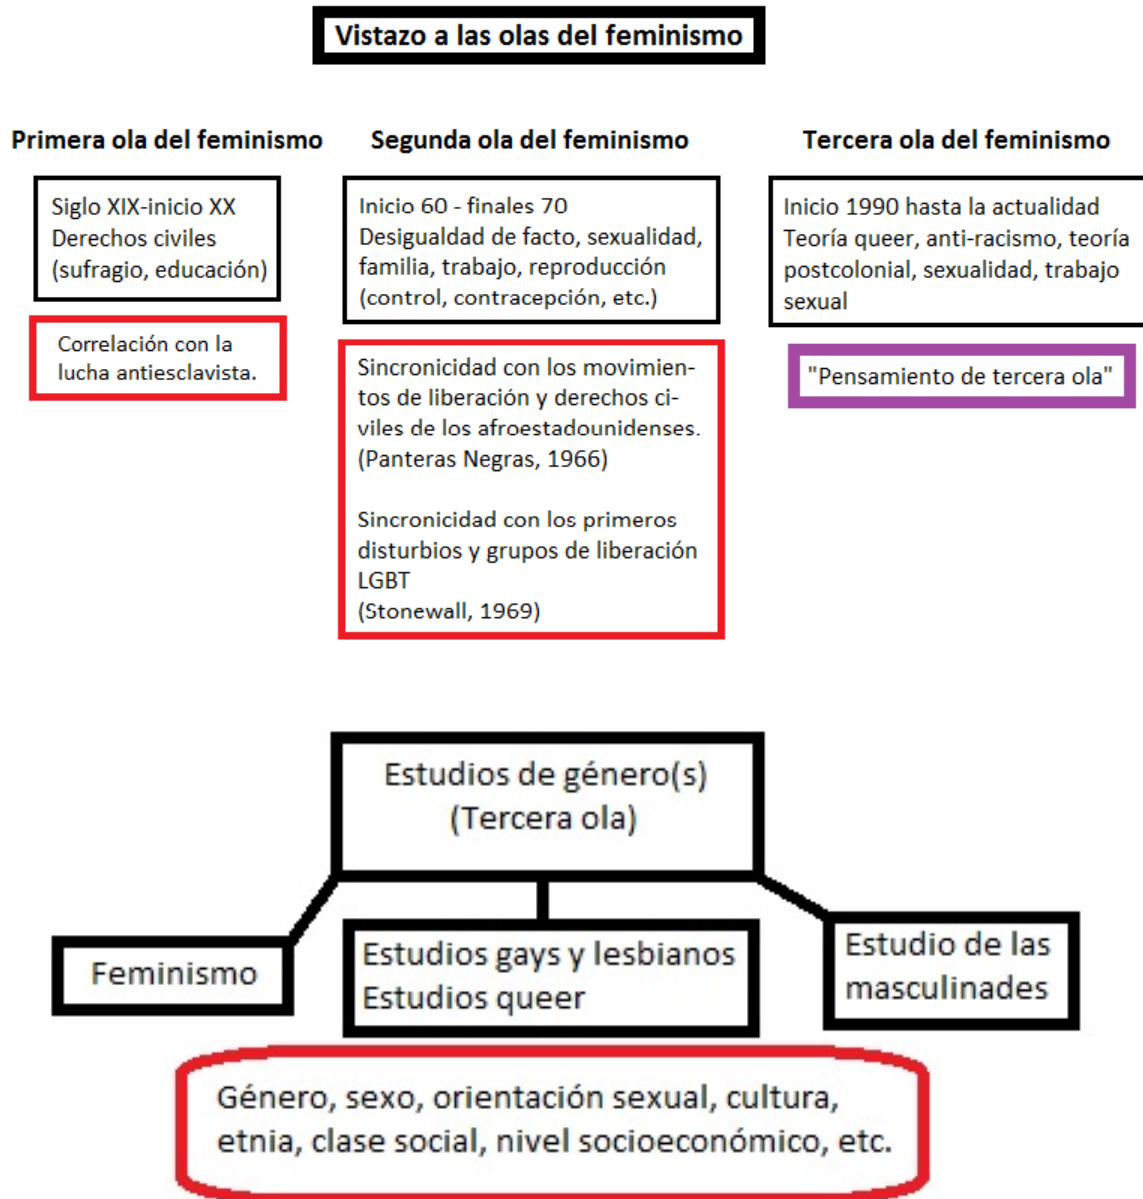 Vistazo a las olas del feminismo
Primera ola del feminismo
Siglo XIX-inicio XX
Derechos civiles
(sufragio, educación)
Correlación con la
lucha antiesclavista.
Segunda ola del feminismo
Inicio 60 - finales 70
Desigualdad de facto, sexualidad,
familia, trabajo, reproducción
(control, contracepción, etc.)
Sincronicidad con los movimien-
tos de liberación y derechos ci-
viles de los afroestadounidenses.
(Panteras Negras, 1966)
Sincronicidad con los primeros
disturbios y grupos de liberación
LGBT
(Stonewall, 1969)
Tercera ola del feminismo
Inicio 1990 hasta la actualidad
Teoría queer, anti-racismo, teoría
postcolonial, sexualidad, trabajo
sexual
"Pensamiento de tercera ola"
Estudios de género(s)
(Tercera ola)
Feminismo
Estudios gays y lesbianos
Estudios queer
Estudio de las
masculinades
Género, sexo, orientación sexual, cultura,
etnia, clase social, nivel socioeconómico, etc.